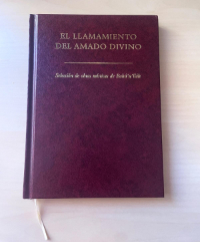 EL LLAMAMIENTO
DEL AMADO DIVINO
Selección de obras místicas de Bahá'u'lláh